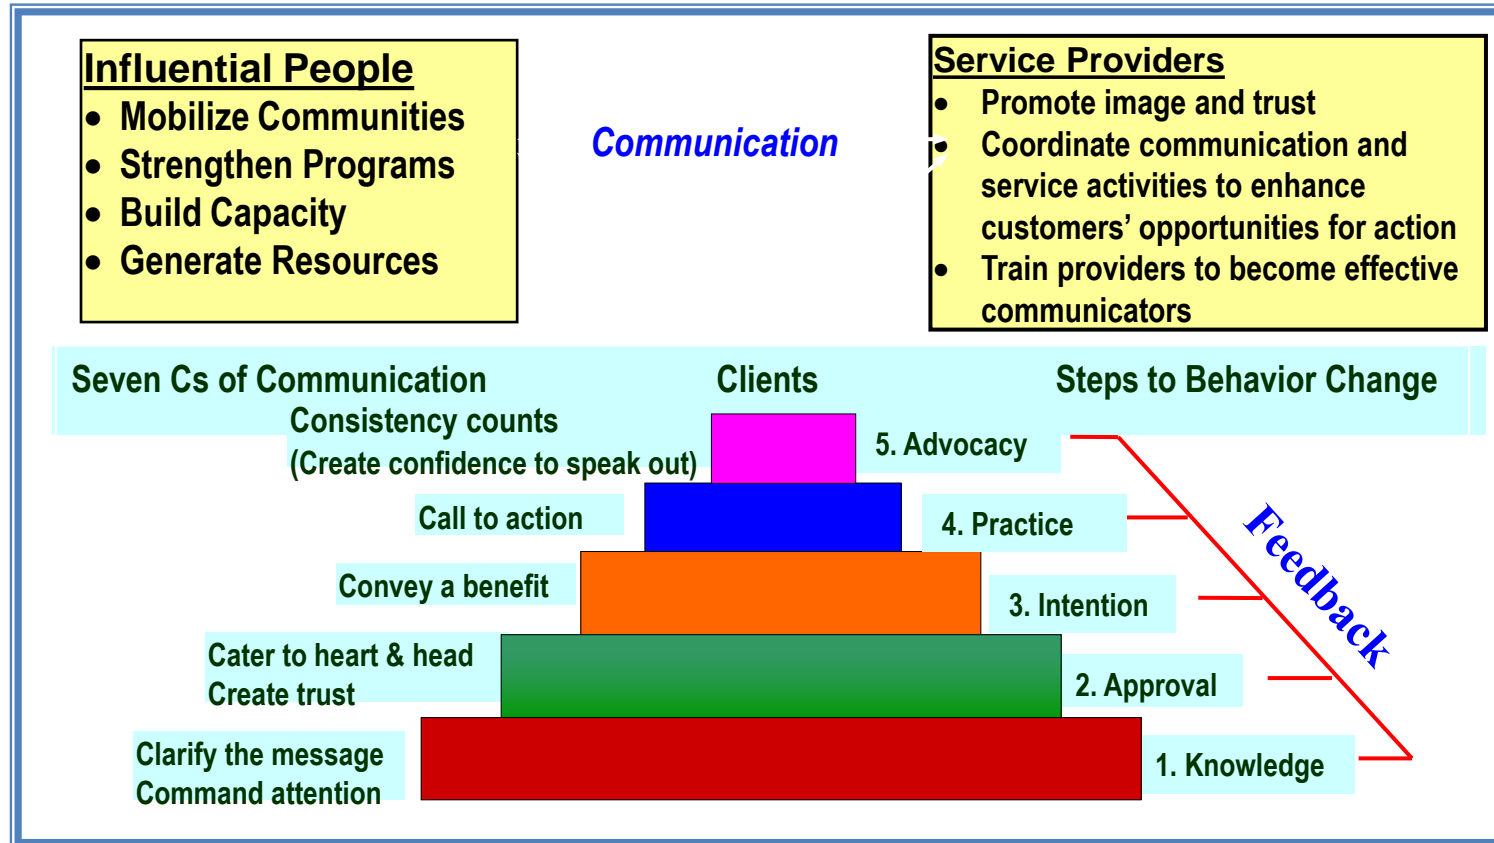 Influential People
• Mobilize Communities
• Strengthen Programs
• Build Capacity
• Generate Resources
Communication
Service Providers
• Promote image and trust
• Coordinate communication and
service activities to enhance
customers’ opportunities for action
• Train providers to become effective
communicators
Seven Cs of Communication
Clients
Steps to Behavior Change
Consistency counts
(Create confidence to speak out)
5. Advocacy
Call to action
4. Practice
Convey a benefit
3. Intention
Cater to heart & head
Create trust
2. Approval
Clarify the message
Command attention
1. Knowledge
Feedback